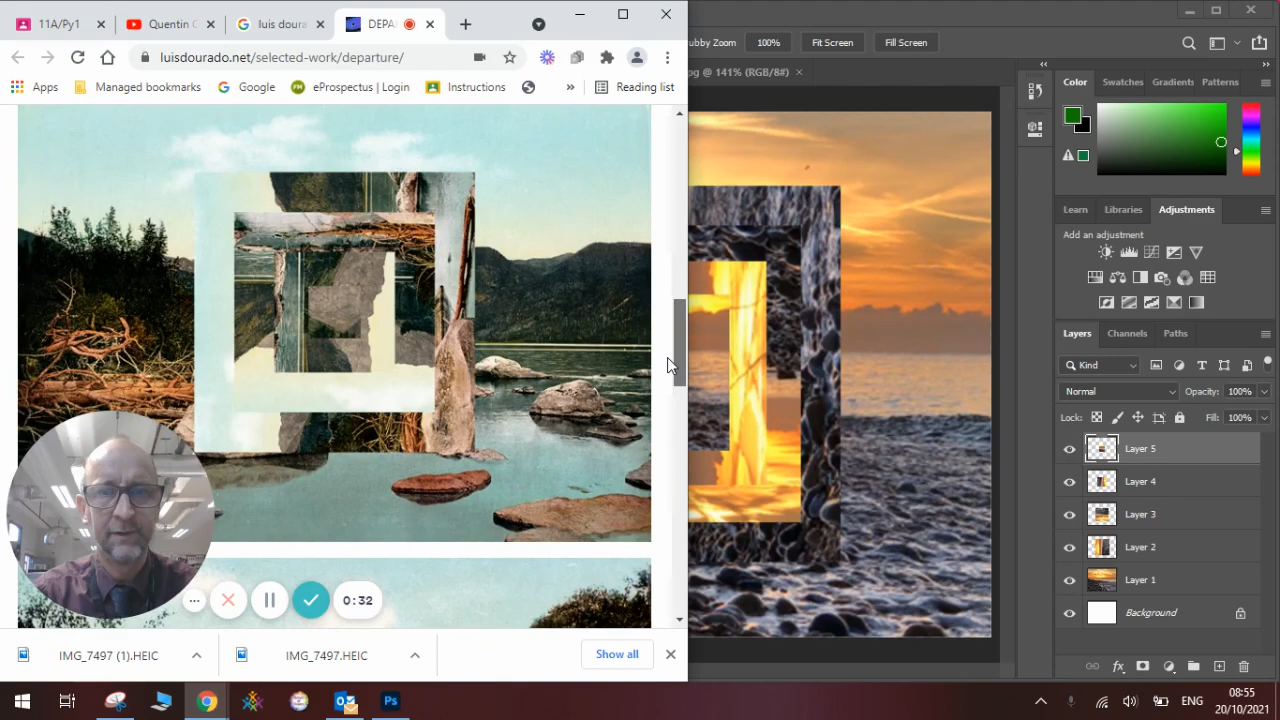 11A/Py1
Quentin
luis doura
DEPA
luisdourado.net/selected-work/departure/
Apps
Managed bookmarks
Google
eProspectus | Login
Instructions
Reading list
0:32
IMG_7497 (1).HEIC
IMG_7497.HEIC
Show all
ubby Zoom
100%
Fit Screen
Fill Screen
pg @ 141% (RGB/8#)
Color
Swatches
Gradients
Patterns
Learn
Libraries
Adjustments
Add an adjustment
Layers
Channels
Paths
Kind
Normal
Opacity: 100%
Lock:
Fill: 100%
Layer 5
Layer 4
Layer 3
Layer 2
Layer 1
Background
fx
Ps
ENG
08:55
20/10/2021